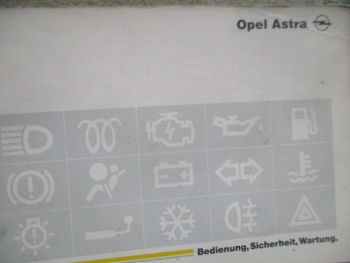 Opel Astra
Bedienung, Sicherheit, Wartung.